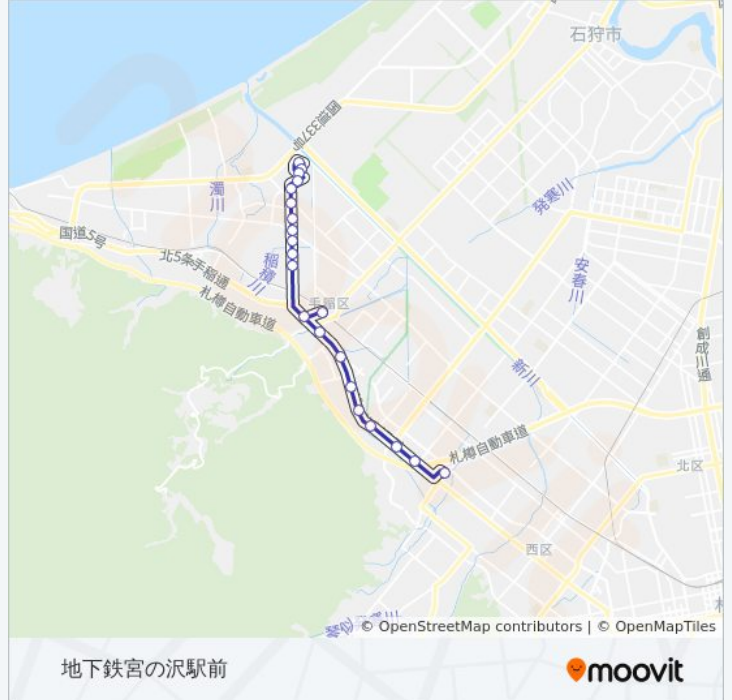 石狩市
国道337号
発寒川
濁川
国道5号
北5条手稲通
稲積川
安春川
札樽自動車道
手稲区
創成川通
新川
札樽自動車道
北区
西区
© OpenStreetMap contributors | © OpenMapTiles
地下鉄宮の沢駅前
moovit